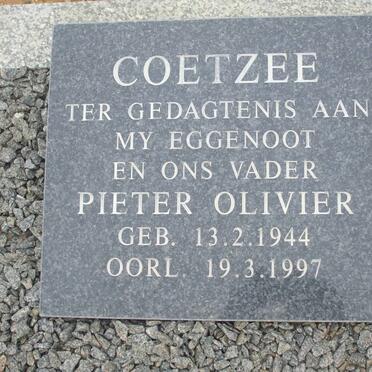 COETZEE
TER GEDAGTENIS AAN
MY EGGENOOT
EN ONS VADER
PIETER OLIVIER
GEB. 13.2.1944
OORL. 19.3.1997